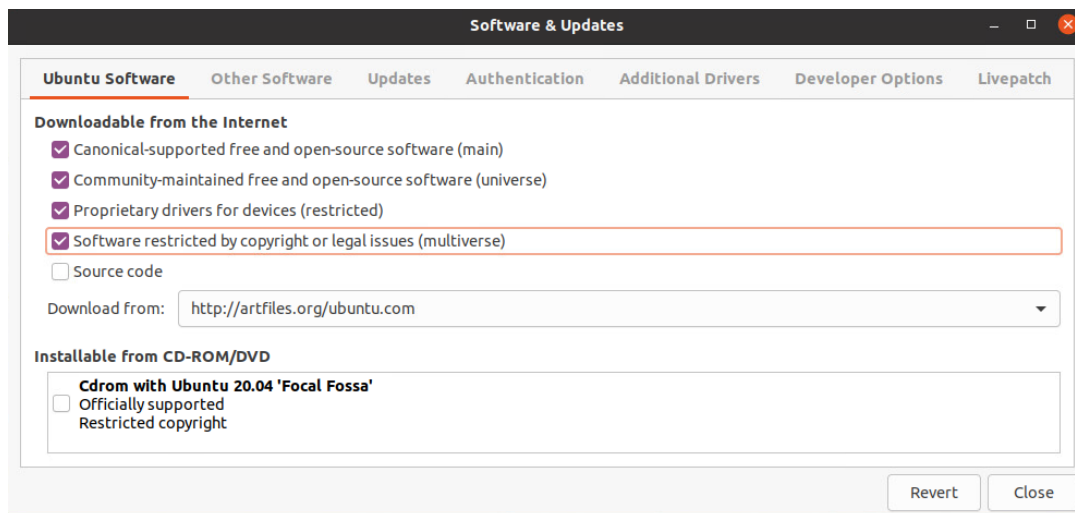 Software & Updates
Ubuntu Software Other Software Updates Authentication Additional Drivers Developer Options Livepatch
Downloadable from the Internet
Canonical-supported free and open-source software (main)
Community-maintained free and open-source software (universe)
Proprietary drivers for devices (restricted)
Software restricted by copyright or legal issues (multiverse)
Source code
Download from: http://artfiles.org/ubuntu.com
Installable from CD-ROM/DVD
Cdrom with Ubuntu 20.04 'Focal Fossa'
Officially supported
Restricted copyright
Revert Close